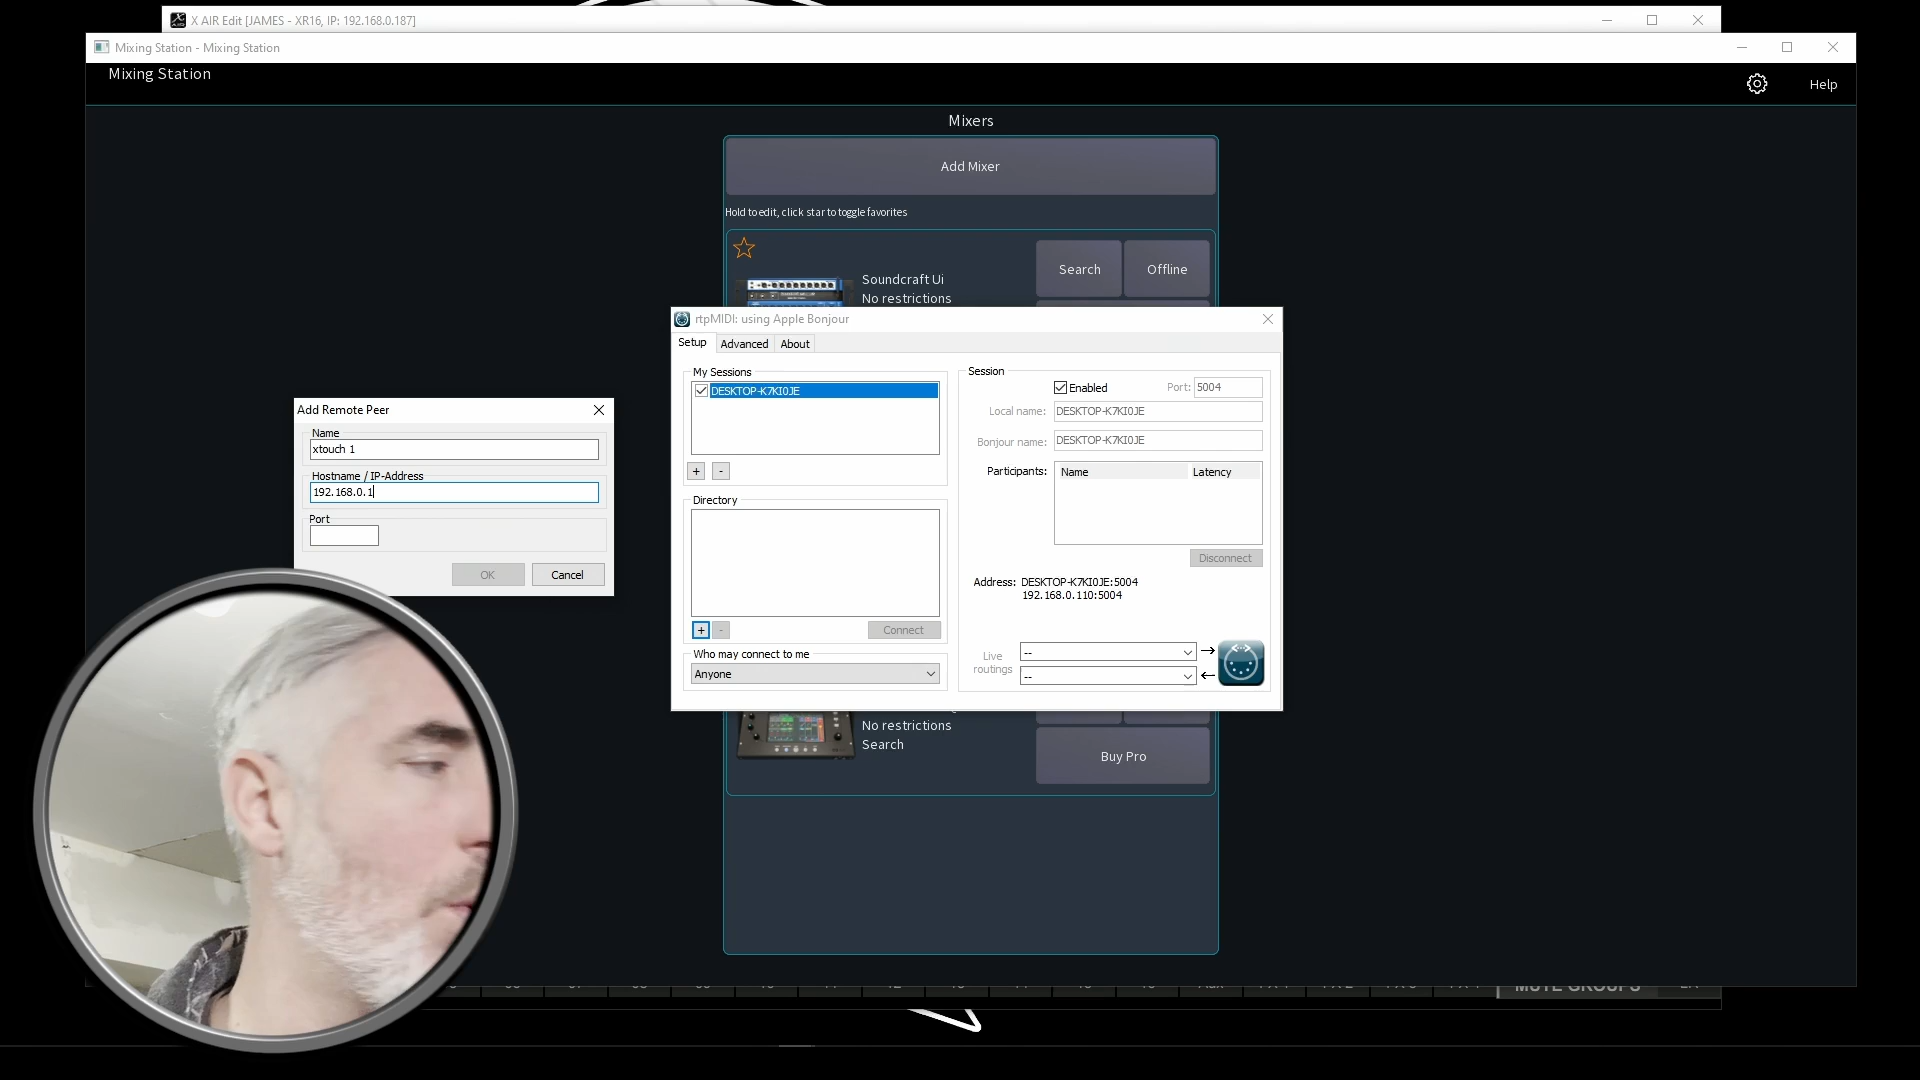 X AIR Edit [JAMES - XR16, IP: 192.168.0.187]
Mixing Station - Mixing Station
Mixing Station
Help
Mixers
Add Mixer
Hold to edit, click star to toggle favorites
Soundcraft Ui
No restrictions
Search
Offline
rtpMIDI: using Apple Bonjour
Setup
Advanced
About
My Sessions
DESKTOP-K7KI0JE
+
-
Directory
+
-
Connect
Who may connect to me
Anyone
Session
Enabled
Port: 5004
Local name: DESKTOP-K7KI0JE
Bonjour name: DESKTOP-K7KI0JE
Participants: Name Latency
Disconnect
Address: DESKTOP-K7KI0JE:5004
192.168.0.110:5004
Live
routings
--
--
Add Remote Peer
Name
xtouch 1
Hostname / IP-Address
192.168.0.1
Port
OK
Cancel
No restrictions
Search
Buy Pro
MUTE GROUPS